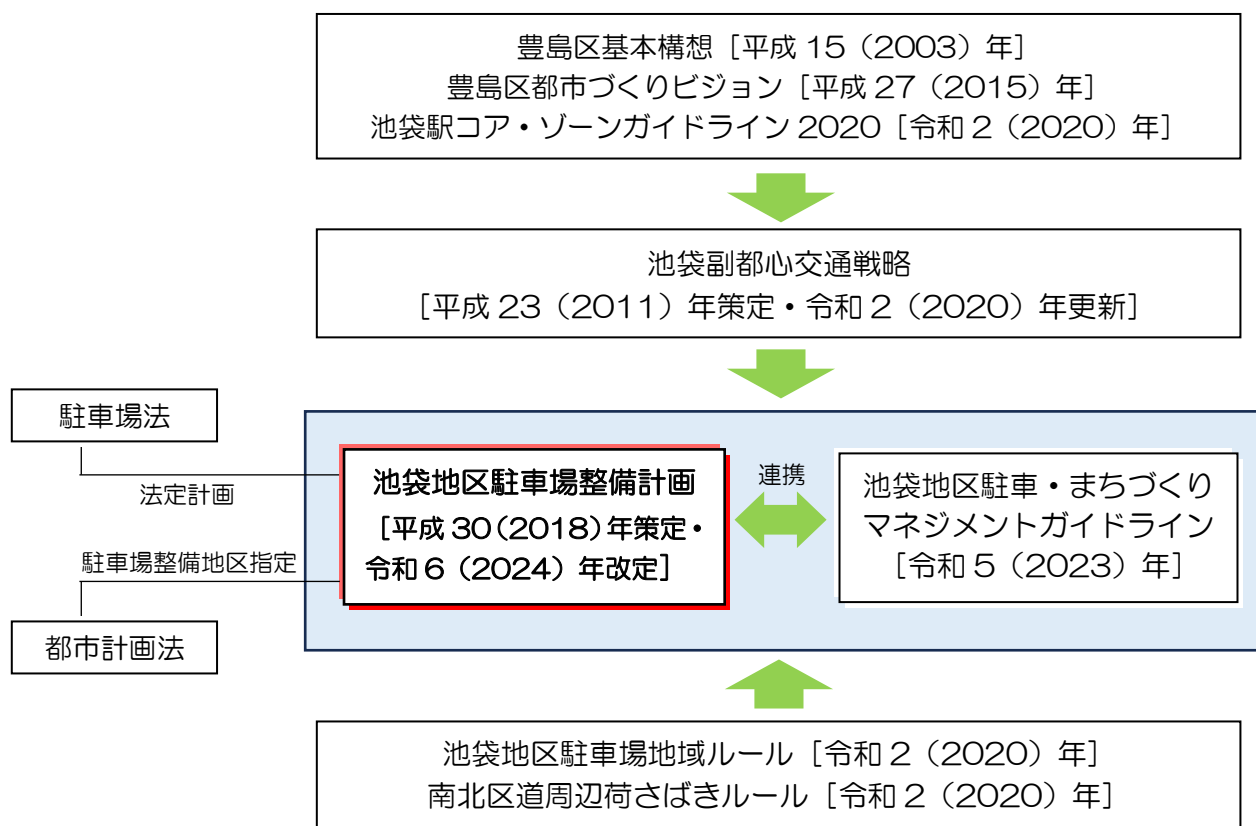 豊島区基本構想［平成 15（2003）年］
豊島区都市づくりビジョン［平成 27（2015）年］
池袋駅コア・ゾーンガイドライン 2020［令和 2（2020）年］
池袋副都心交通戦略
［平成 23（2011）年策定・令和 2（2020）年更新］
駐車場法
法定計画
駐車場整備地区指定
都市計画法
池袋地区駐車場整備計画
［平成 30（2018）年策定・
令和 6（2024）年改定］
連携
池袋地区駐車・まちづくり
マネジメントガイドライン
［令和 5（2023）年］
池袋地区駐車場地域ルール［令和 2（2020）年］
南北区道周辺荷さばきルール［令和 2（2020）年］